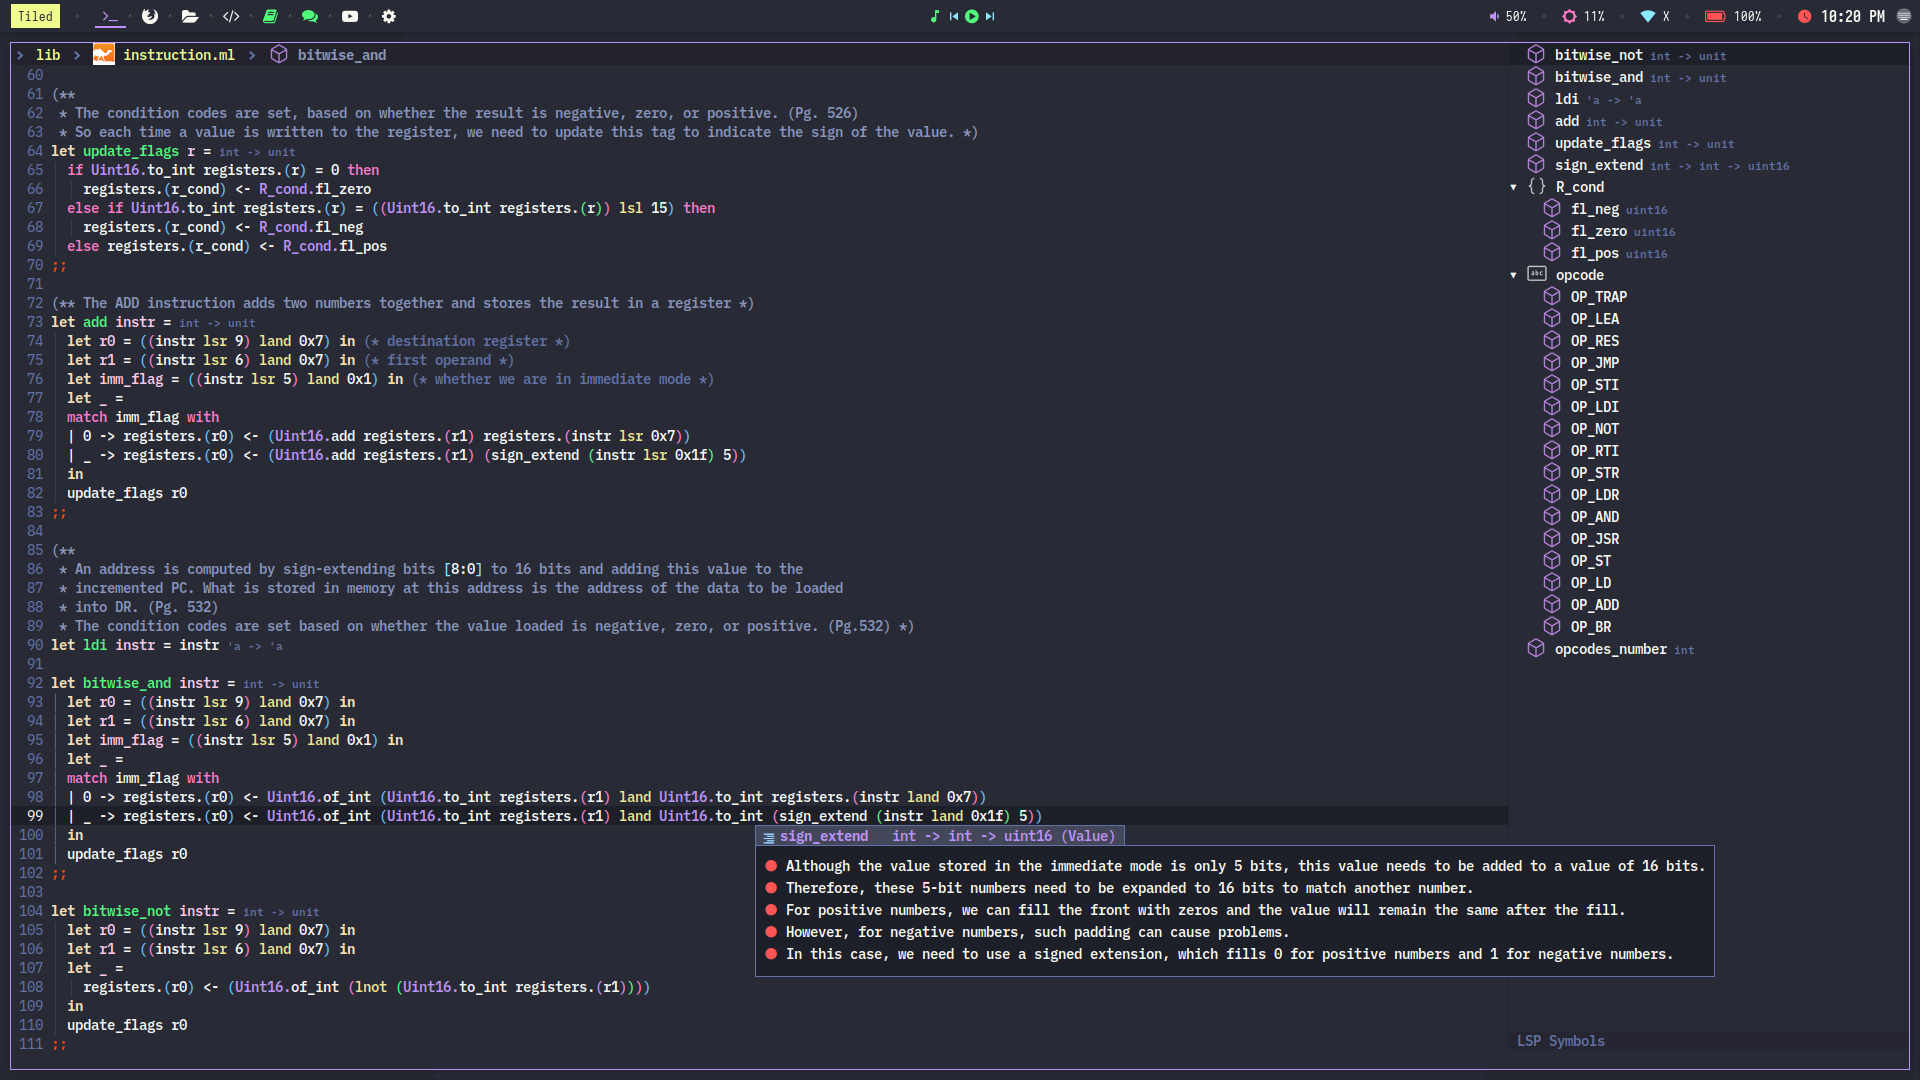 Tiled
50%
11%
X
100%
10:20 PM
lib instruction.ml bitwise_and
60
61 (**
62 * The condition codes are set, based on whether the result is negative, zero, or positive. (Pg. 526)
63 * So each time a value is written to the register, we need to update this tag to indicate the sign of the value. *)
64 let update_flags r = int -> unit
65 if Uint16.to_int registers.(r) = 0 then
66 registers.(r_cond) <- R_cond.fl_zero
67 else if Uint16.to_int registers.(r) = ((Uint16.to_int registers.(r)) lsl 15) then
68 registers.(r_cond) <- R_cond.fl_neg
69 else registers.(r_cond) <- R_cond.fl_pos
70 ;;
71
72 (** The ADD instruction adds two numbers together and stores the result in a register *)
73 let add instr = int -> unit
74 let r0 = ((instr lsr 9) land 0x7) in (* destination register *)
75 let r1 = ((instr lsr 6) land 0x7) in (* first operand *)
76 let imm_flag = ((instr lsr 5) land 0x1) in (* whether we are in immediate mode *)
77 let _ =
78 match imm_flag with
79 | 0 -> registers.(r0) <- (Uint16.add registers.(r1) registers.(instr lsr 0x7))
80 | _ -> registers.(r0) <- (Uint16.add registers.(r1) (sign_extend (instr lsr 0x1f) 5))
81 in
82 update_flags r0
83 ;;
84
85 (**
86 * An address is computed by sign-extending bits [8:0] to 16 bits and adding this value to the
87 * incremented PC. What is stored in memory at this address is the address of the data to be loaded
88 * into DR. (Pg. 532)
89 * The condition codes are set based on whether the value loaded is negative, zero, or positive. (Pg.532) *)
90 let ldi instr = instr 'a -> 'a
91
92 let bitwise_and instr = int -> unit
93 let r0 = ((instr lsr 9) land 0x7) in
94 let r1 = ((instr lsr 6) land 0x7) in
95 let imm_flag = ((instr lsr 5) land 0x1) in
96 let _ =
97 match imm_flag with
98 | 0 -> registers.(r0) <- Uint16.of_int (Uint16.to_int registers.(r1) land Uint16.to_int registers.(instr land 0x7))
99 | _ -> registers.(r0) <- Uint16.of_int (Uint16.to_int registers.(r1) land Uint16.to_int (sign_extend (instr land 0x1f) 5))
100 in
101 update_flags r0
102 ;;
103
104 let bitwise_not instr = int -> unit
105 let r0 = ((instr lsr 9) land 0x7) in
106 let r1 = ((instr lsr 6) land 0x7) in
107 let _ =
108 registers.(r0) <- (Uint16.of_int (lnot (Uint16.to_int registers.(r1))))
109 in
110 update_flags r0
111 ;;
sign_extend int -> int -> uint16 (Value)
Although the value stored in the immediate mode is only 5 bits, this value needs to be added to a value of 16 bits.
Therefore, these 5-bit numbers need to be expanded to 16 bits to match another number.
For positive numbers, we can fill the front with zeros and the value will remain the same after the fill.
However, for negative numbers, such padding can cause problems.
In this case, we need to use a signed extension, which fills 0 for positive numbers and 1 for negative numbers.
bitwise_not int -> unit
bitwise_and int -> unit
ldi 'a -> 'a
add int -> unit
update_flags int -> unit
sign_extend int -> int -> uint16
{} R_cond
fl_neg uint16
fl_zero uint16
fl_pos uint16
abc opcode
OP_TRAP
OP_LEA
OP_RES
OP_JMP
OP_STI
OP_LDI
OP_NOT
OP_RTI
OP_STR
OP_LDR
OP_AND
OP_JSR
OP_ST
OP_LD
OP_ADD
OP_BR
opcodes_number int
LSP Symbols